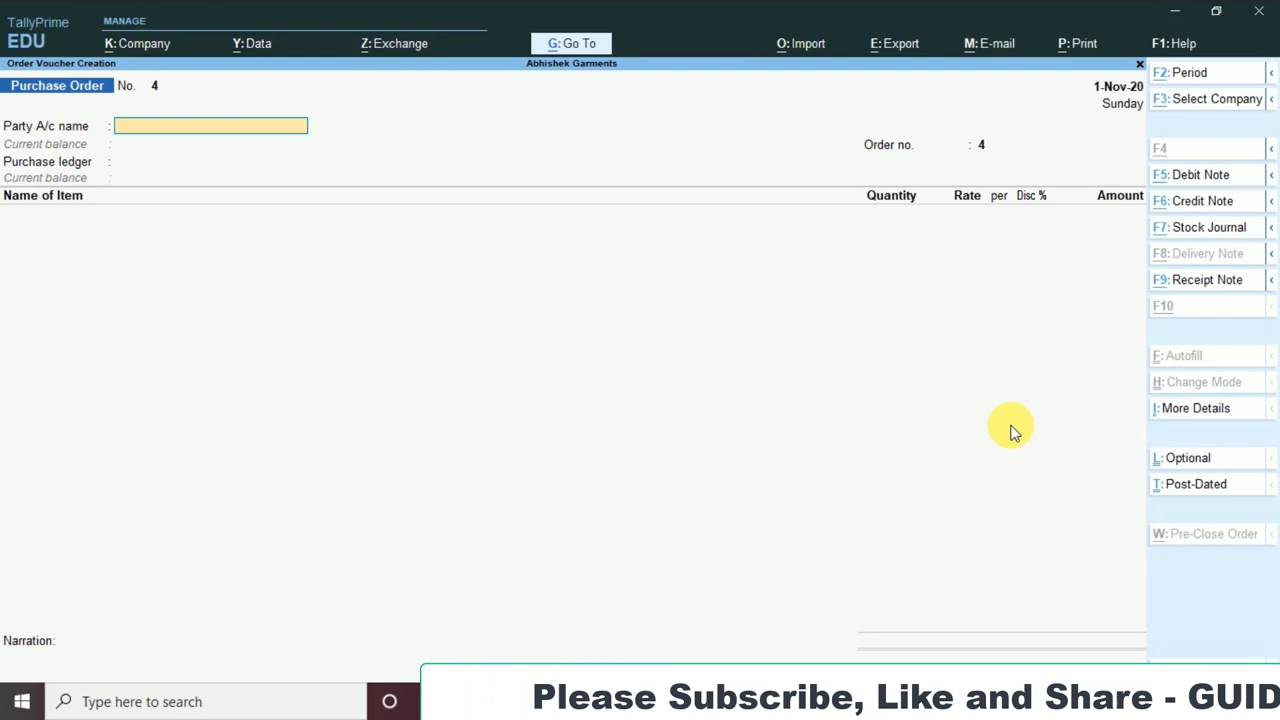 TallyPrime
EDU
MANAGE
K: Company
Y: Data
Z: Exchange
G: Go To
O: Import
E: Export
M: E-mail
P: Print
F1: Help
Order Voucher Creation
Abhishek Garments
Purchase Order No. 4
1-Nov-20
Sunday
Party A/c name :
Current balance :
Purchase ledger :
Current balance :
Order no. : 4
Name of Item
Quantity Rate per Disc % Amount
Narration:
F2: Period
F3: Select Company
F4
F5: Debit Note
F6: Credit Note
F7: Stock Journal
F8: Delivery Note
F9: Receipt Note
F10
F: Autofill
H: Change Mode
I: More Details
L: Optional
T: Post-Dated
W: Pre-Close Order
Type here to search
Please Subscribe, Like and Share - GUID